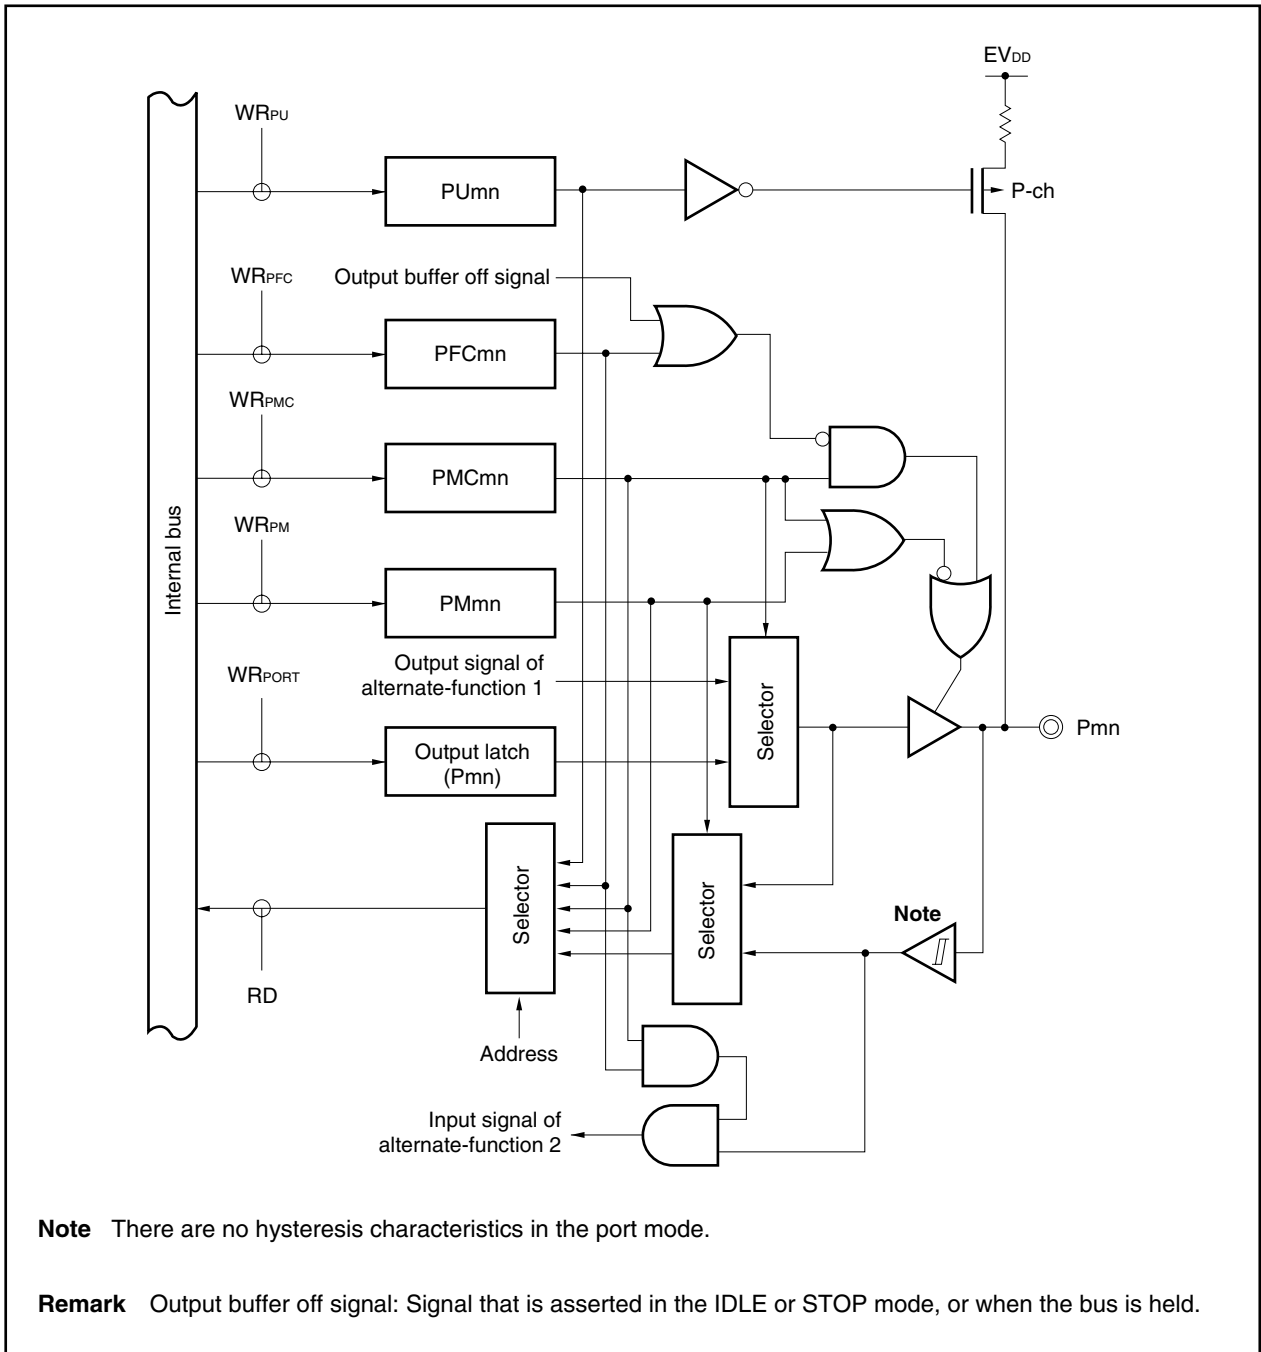 EVDD
WRPU
PUmn
P-ch
WRPFC
Output buffer off signal
PFCmn
WRPMC
PMCmn
WRPM
Internal bus
PMmn
Output signal of
alternate-function 1
WRPORT
Selector
Pmn
Output latch
(Pmn)
Selector
Selector
Note
RD
Address
Input signal of
alternate-function 2
Note There are no hysteresis characteristics in the port mode.
Remark Output buffer off signal: Signal that is asserted in the IDLE or STOP mode, or when the bus is held.